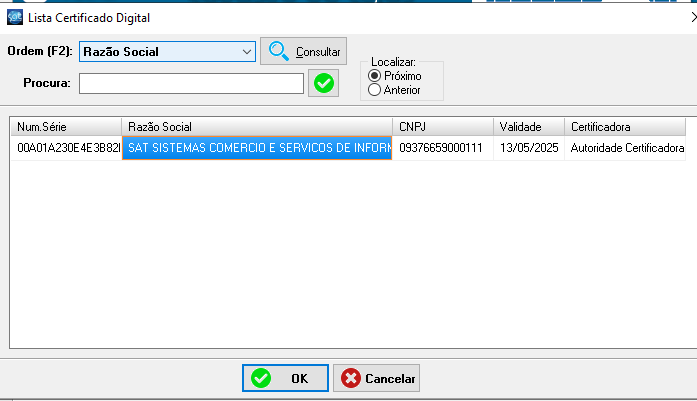 Lista Certificado Digital
Ordem (F2): Razão Social Consultar
Localizar:
Procura: Próximo
Anterior
Num.Série Razão Social CNPJ Validade Certificadora
00A01A230E4E3B82 SAT SISTEMAS COMERCIO E SERVICOS DE INFORM 09376659000111 13/05/2025 Autoridade Certificadora
OK Cancelar